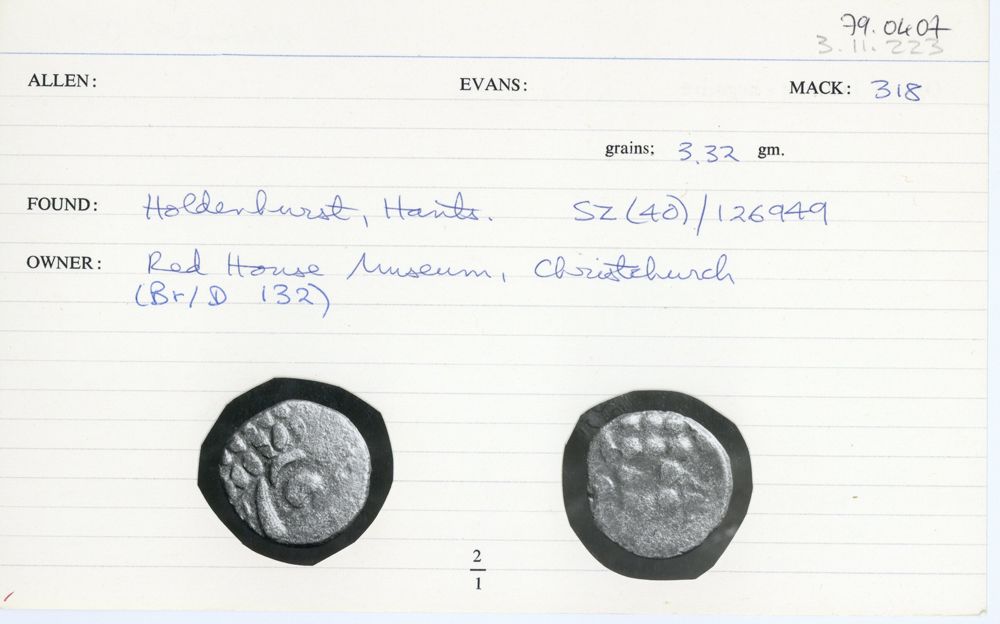 79.0407
3.11.223
ALLEN: EVANS: MACK: 318
grains; 3.32 gm.
FOUND: Holdenhurst, Hants. SZ (40)/126949
OWNER: Red House Museum, Christchurch
(Br/D 132)
2
1